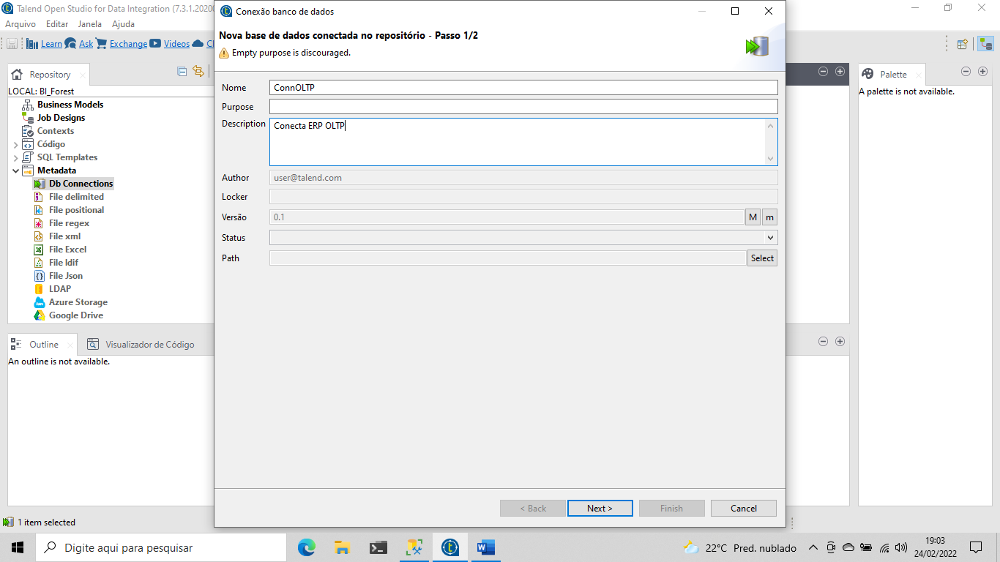 Talend Open Studio for Data Integration (7.3.1.2020
Arquivo Editar Janela Ajuda
Learn Ask Exchange Videos Cl
Conexão banco de dados
Nova base de dados conectada no repositório - Passo 1/2
Empty purpose is discouraged.
Repository
LOCAL: BI_Forest
Business Models
Job Designs
Contexts
Código
SQL Templates
Metadata
Db Connections
File delimited
File positional
File regex
File xml
File Excel
File ldif
File Json
LDAP
Azure Storage
Google Drive
Outline Visualizador de Código
An outline is not available.
Nome ConnOLTP
Purpose
Description Conecta ERP OLTP
Author user@talend.com
Locker
Versão 0.1 M m
Status
Path Select
< Back Next > Finish Cancel
Palette
A palette is not available.
1 item selected
Digite aqui para pesquisar
22°C Pred. nublado
19:03
24/02/2022